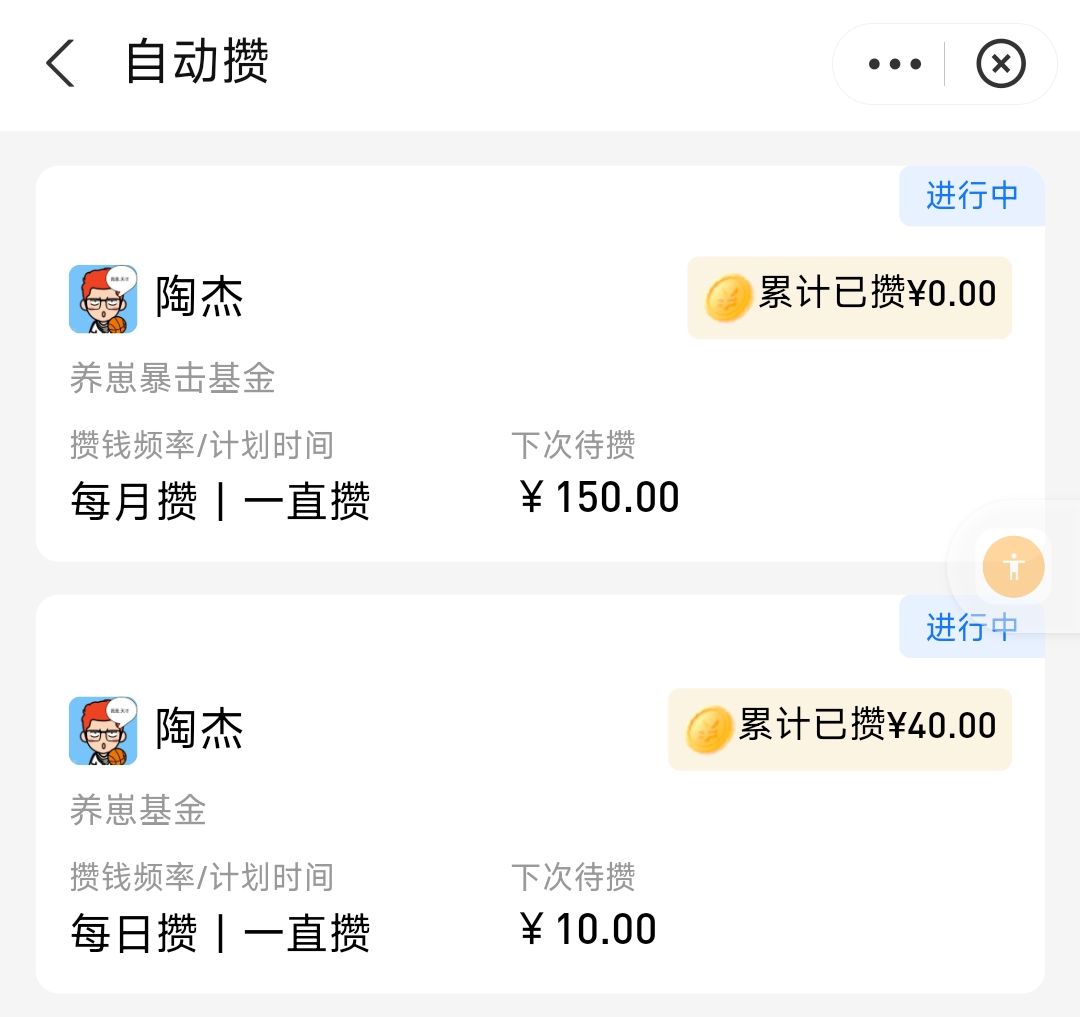 自动攒
进行中
陶杰
累计已攒¥0.00
养崽暴击基金
攒钱频率/计划时间
下次待攒
每月攒 | 一直攒
¥ 150.00
进行中
陶杰
累计已攒¥40.00
养崽基金
攒钱频率/计划时间
下次待攒
每日攒 | 一直攒
¥ 10.00